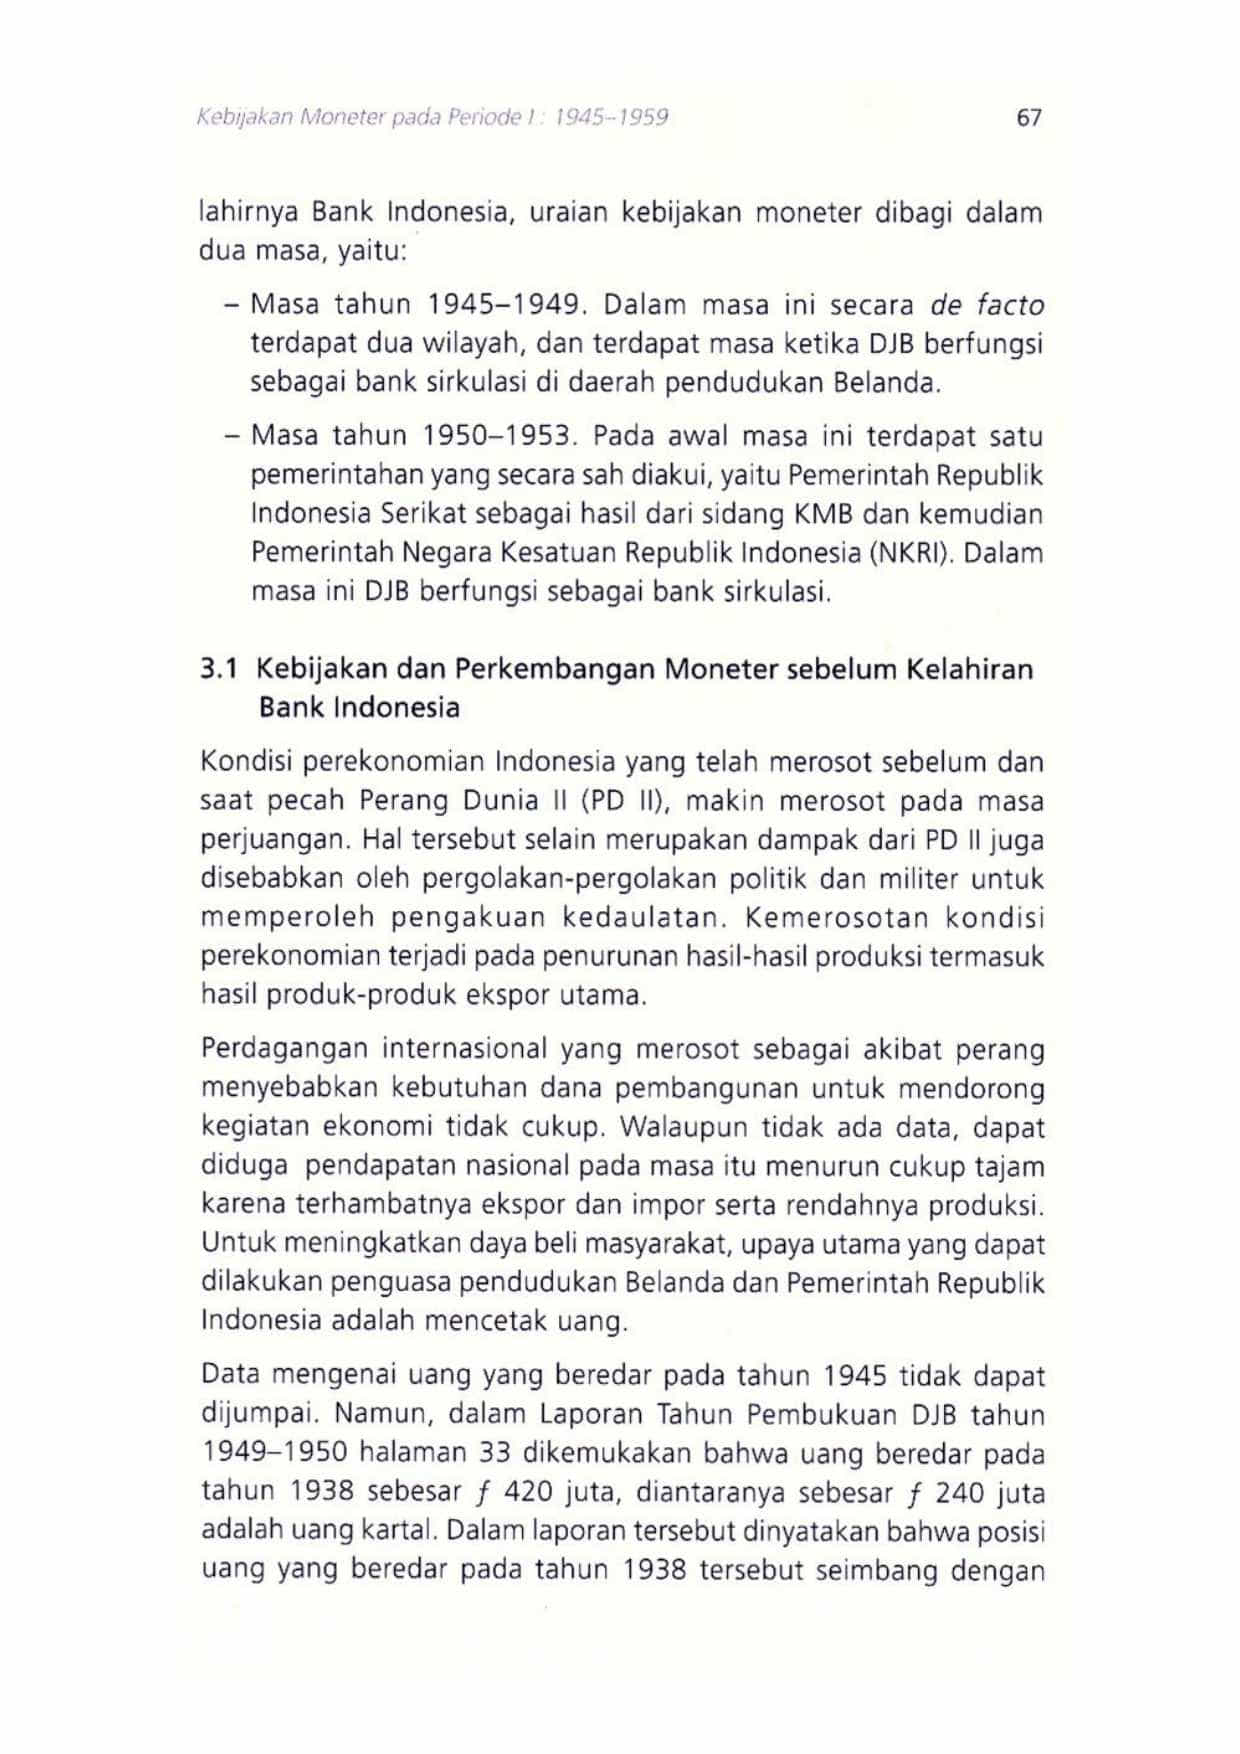 Kebijakan Moneter pada Periode I : 1945–1959 67
lahirnya Bank Indonesia, uraian kebijakan moneter dibagi dalam
dua masa, yaitu:
– Masa tahun 1945–1949. Dalam masa ini secara de facto
terdapat dua wilayah, dan terdapat masa ketika DJB berfungsi
sebagai bank sirkulasi di daerah pendudukan Belanda.
– Masa tahun 1950–1953. Pada awal masa ini terdapat satu
pemerintahan yang secara sah diakui, yaitu Pemerintah Republik
Indonesia Serikat sebagai hasil dari sidang KMB dan kemudian
Pemerintah Negara Kesatuan Republik Indonesia (NKRI). Dalam
masa ini DJB berfungsi sebagai bank sirkulasi.
3.1 Kebijakan dan Perkembangan Moneter sebelum Kelahiran
Bank Indonesia
Kondisi perekonomian Indonesia yang telah merosot sebelum dan
saat pecah Perang Dunia II (PD II), makin merosot pada masa
perjuangan. Hal tersebut selain merupakan dampak dari PD II juga
disebabkan oleh pergolakan-pergolakan politik dan militer untuk
memperoleh pengakuan kedaulatan. Kemerosotan kondisi
perekonomian terjadi pada penurunan hasil-hasil produksi termasuk
hasil produk-produk ekspor utama.
Perdagangan internasional yang merosot sebagai akibat perang
menyebabkan kebutuhan dana pembangunan untuk mendorong
kegiatan ekonomi tidak cukup. Walaupun tidak ada data, dapat
diduga pendapatan nasional pada masa itu menurun cukup tajam
karena terhambatnya ekspor dan impor serta rendahnya produksi.
Untuk meningkatkan daya beli masyarakat, upaya utama yang dapat
dilakukan penguasa pendudukan Belanda dan Pemerintah Republik
Indonesia adalah mencetak uang.
Data mengenai uang yang beredar pada tahun 1945 tidak dapat
dijumpai. Namun, dalam Laporan Tahun Pembukuan DJB tahun
1949–1950 halaman 33 dikemukakan bahwa uang beredar pada
tahun 1938 sebesar ƒ 420 juta, diantaranya sebesar ƒ 240 juta
adalah uang kartal. Dalam laporan tersebut dinyatakan bahwa posisi
uang yang beredar pada tahun 1938 tersebut seimbang dengan